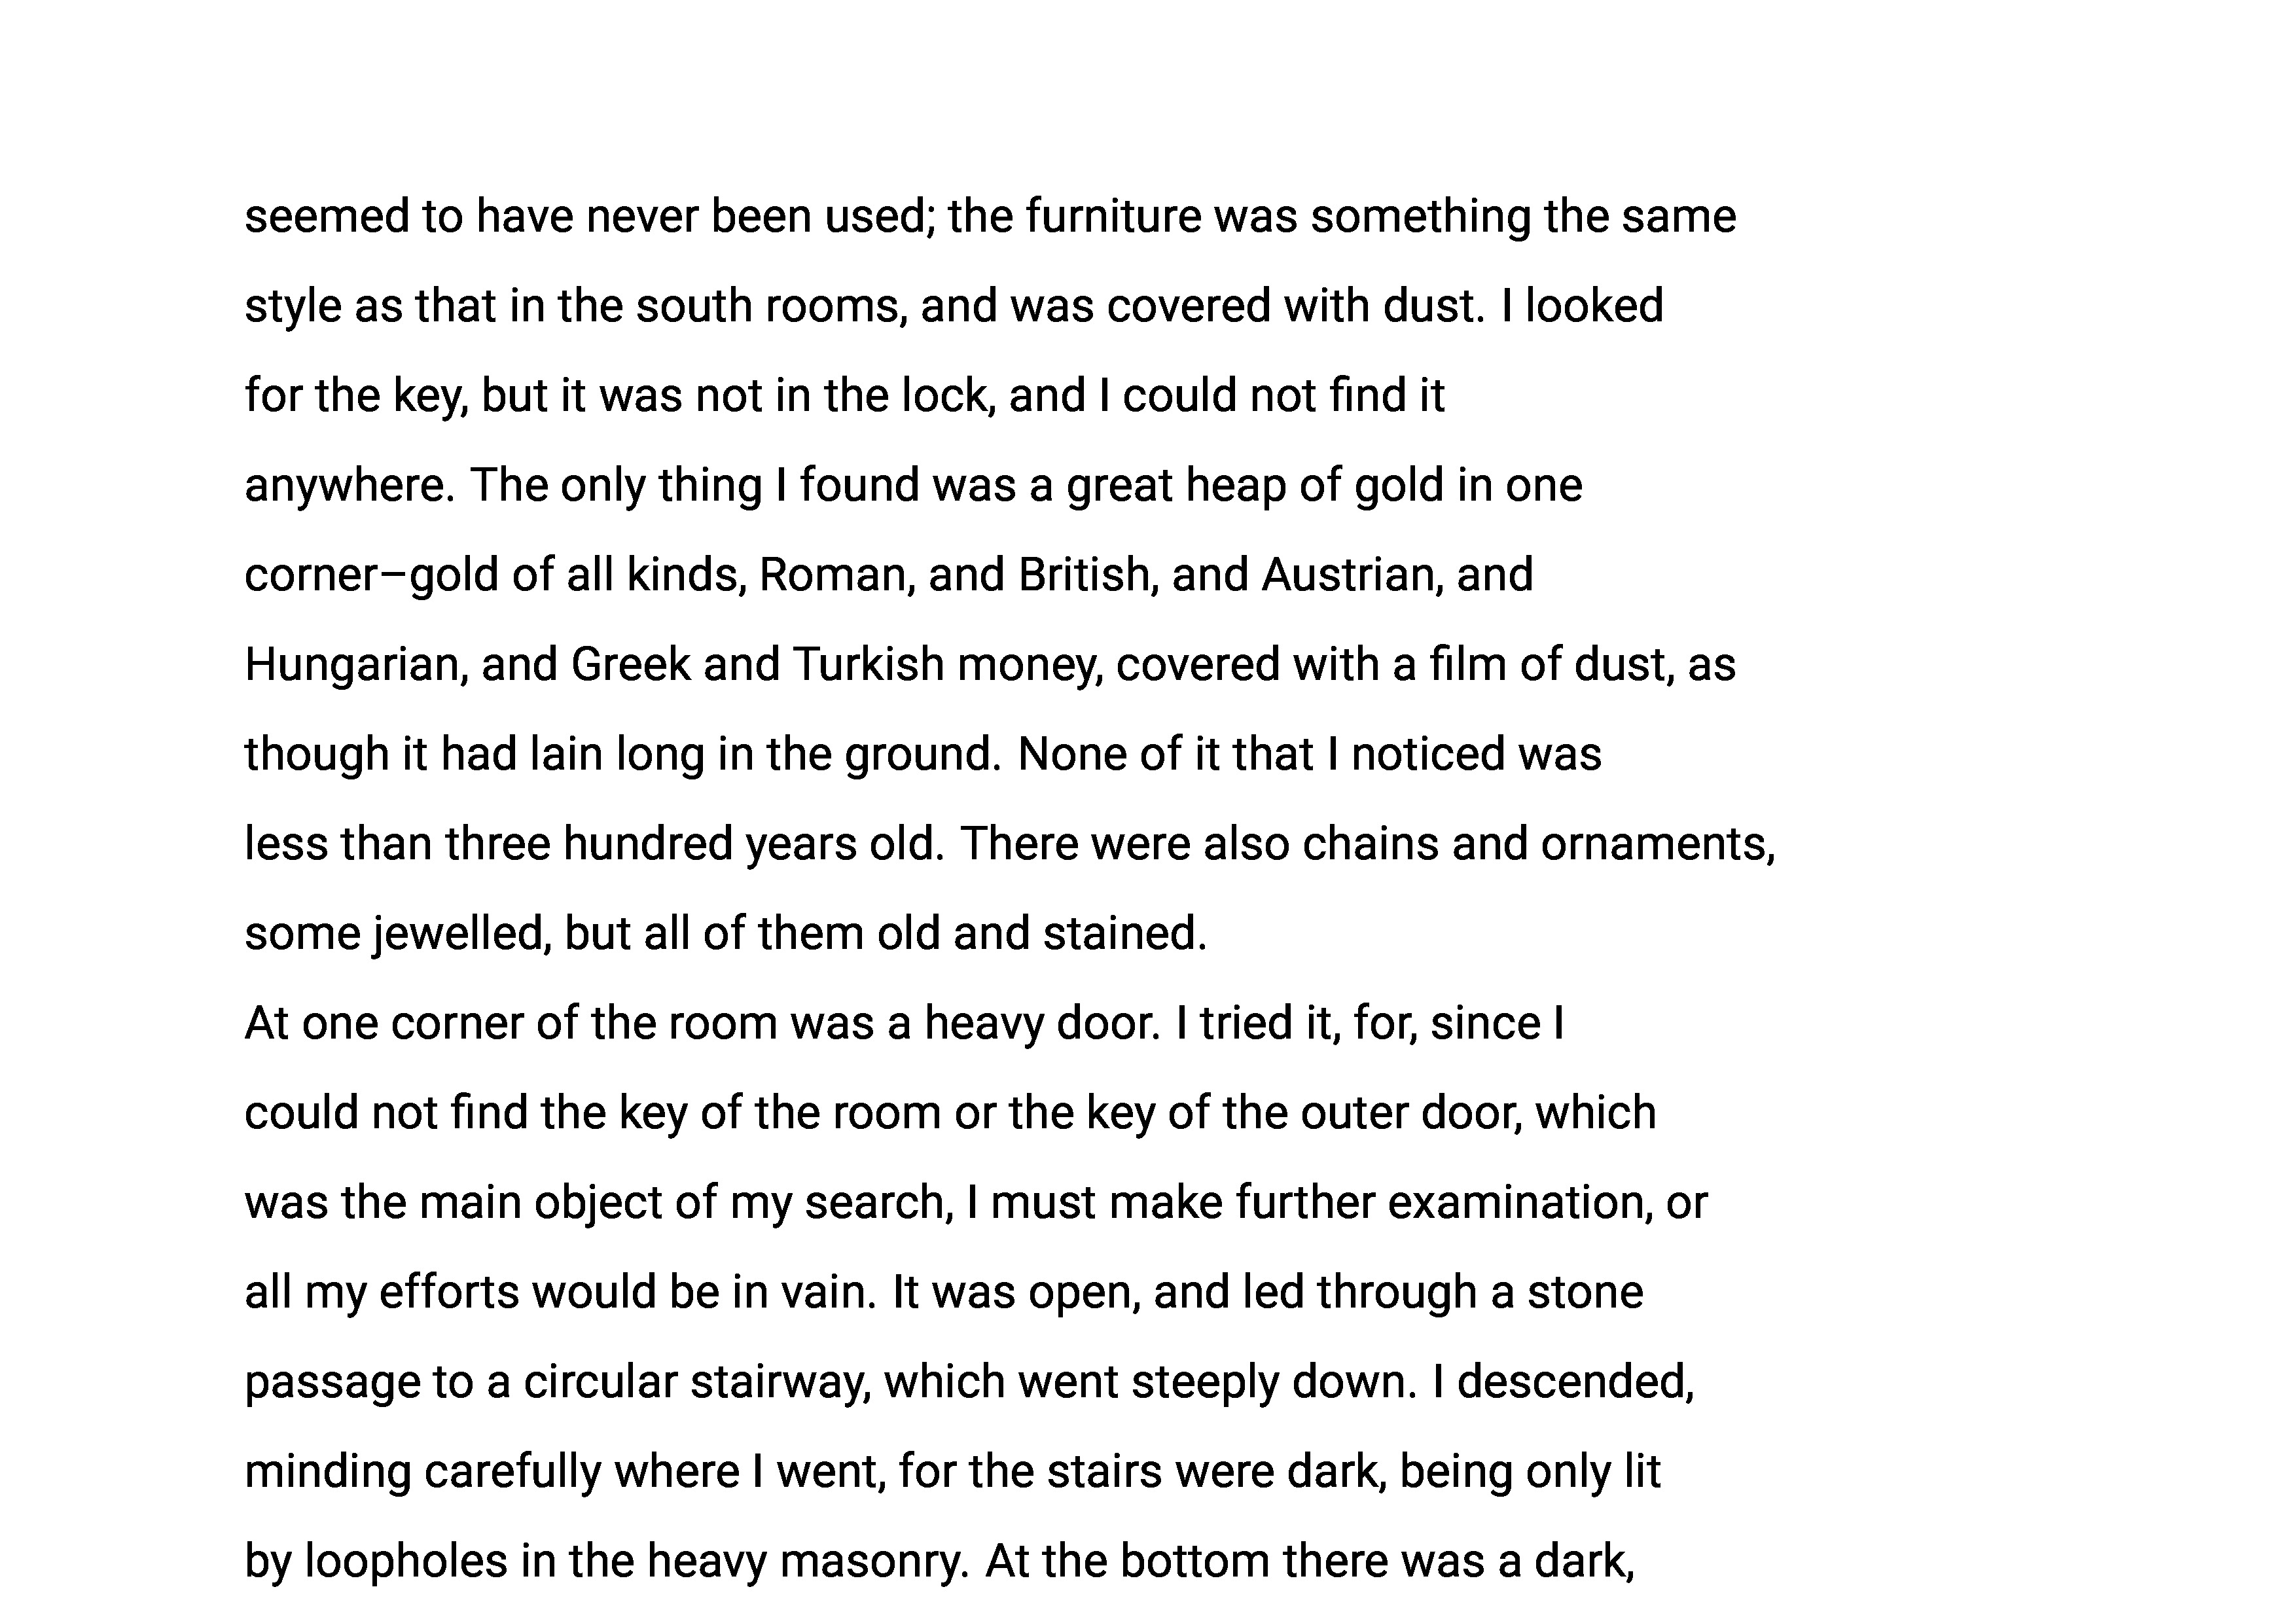 seemed to have never been used; the furniture was something the same
style as that in the south rooms, and was covered with dust. I looked
for the key, but it was not in the lock, and I could not find it
anywhere. The only thing I found was a great heap of gold in one
corner–gold of all kinds, Roman, and British, and Austrian, and
Hungarian, and Greek and Turkish money, covered with a film of dust, as
though it had lain long in the ground. None of it that I noticed was
less than three hundred years old. There were also chains and ornaments,
some jewelled, but all of them old and stained.
At one corner of the room was a heavy door. I tried it, for, since I
could not find the key of the room or the key of the outer door, which
was the main object of my search, I must make further examination, or
all my efforts would be in vain. It was open, and led through a stone
passage to a circular stairway, which went steeply down. I descended,
minding carefully where I went, for the stairs were dark, being only lit
by loopholes in the heavy masonry. At the bottom there was a dark,